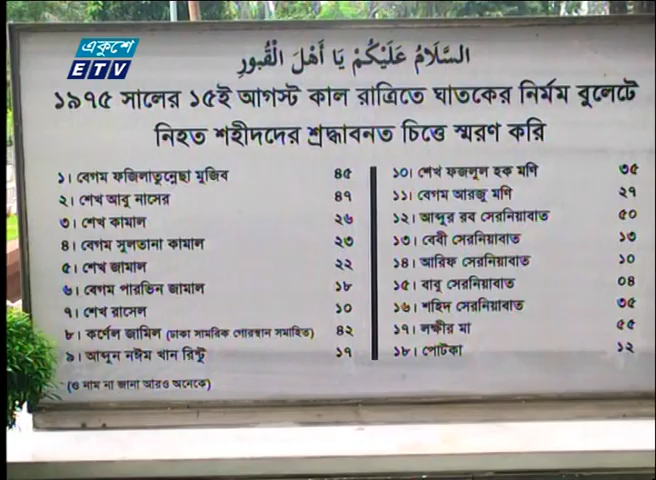 একুশে
ETV
السَّلَامُ عَلَيْكُمْ يَا أَهْلَ الْقُبُورِ
১৯৭৫ সালের ১৫ই আগস্ট কাল রাত্রিতে ঘাতকের নির্মম বুলেটে
নিহত শহীদদের শ্রদ্ধাবনত চিত্তে স্মরণ করি
১। বেগম ফজিলাতুন্নেছা মুজিব ৪৫
২। শেখ আবু নাসের ৪৭
৩। শেখ কামাল ২৬
৪। বেগম সুলতানা কামাল ২৩
৫। শেখ জামাল ২২
৬। বেগম পারভিন জামাল ১৮
৭। শেখ রাসেল ১০
৮। কর্ণেল জামিল (ঢাকা সামরিক গোরস্থান সমাহিত) ৪২
৯। আব্দুল নঈম খান রিন্টু ১৭
(ও নাম না জানা আরও অনেকে)
১০। শেখ ফজলুল হক মণি ৩৫
১১। বেগম আরজু মণি ২৭
১২। আব্দুর রব সেরনিয়াবাত ৫০
১৩। বেবী সেরনিয়াবাত ১৩
১৪। আরিফ সেরনিয়াবাত ১০
১৫। বাবু সেরনিয়াবাত ০৪
১৬। শহিদ সেরনিয়াবাত ৩৫
১৭। লক্ষীর মা ৫৫
১৮। পোটকা ১২